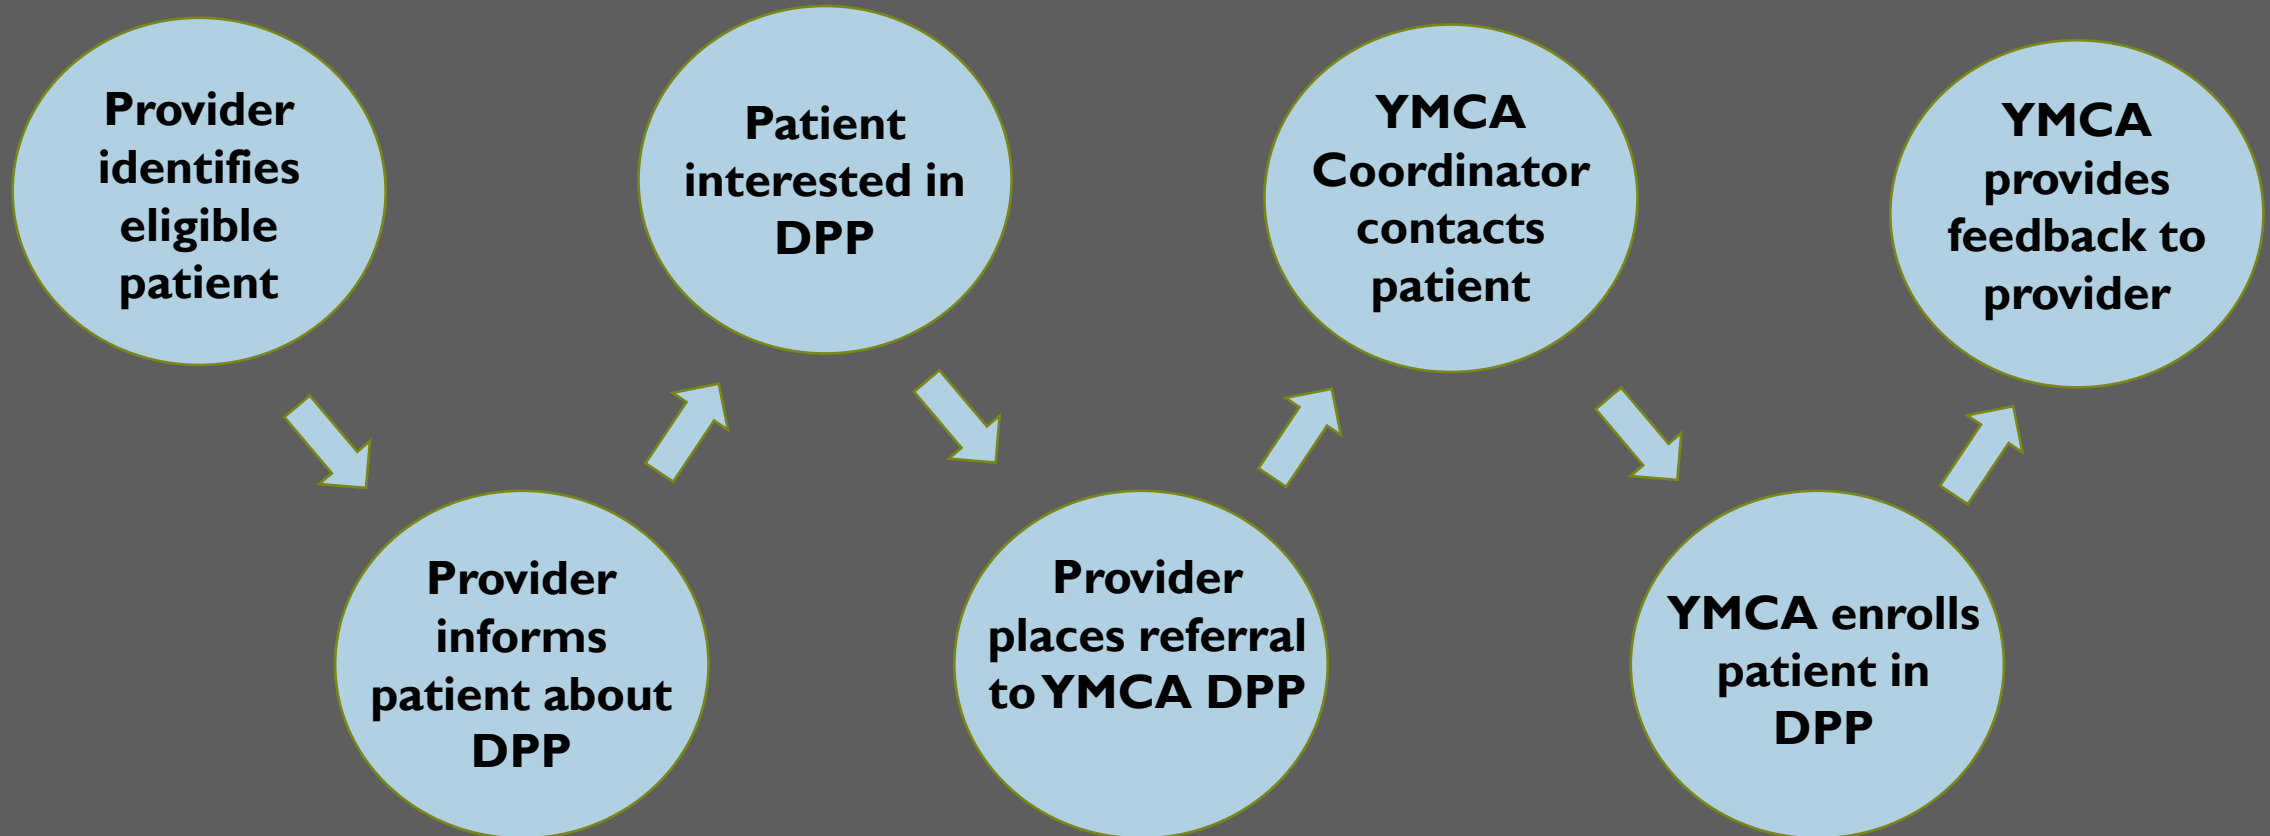 Provider
identifies
eligible
patient
Provider
informs
patient about
DPP
Patient
interested in
DPP
Provider
places referral
to YMCA DPP
YMCA
Coordinator
contacts
patient
YMCA enrolls
patient in
DPP
YMCA
provides
feedback to
provider